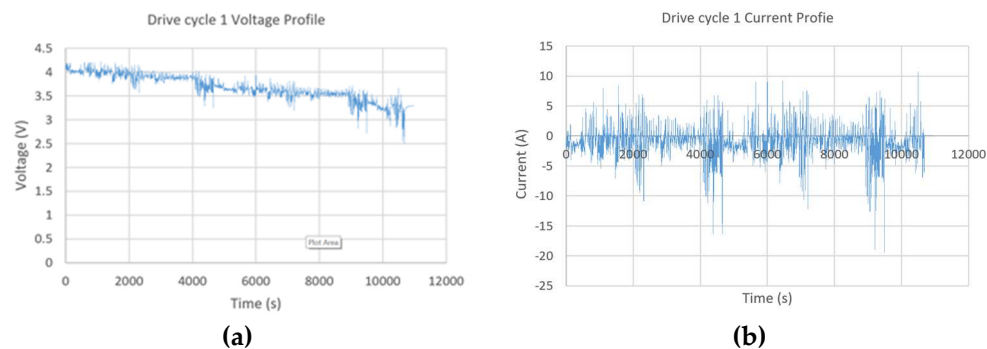 Drive cycle 1 Voltage Profile
4.5
4
3.5
3
2.5
2
1.5
1
0.5
0
Voltage (V)
Plot Area
0 2000 4000 6000 8000 10000 12000
Time (s)
(a)
Drive cycle 1 Current Profie
15
10
5
0
-5
-10
-15
-20
-25
Current (A)
0 2000 4000 6000 8000 10000 12000
Time (s)
(b)